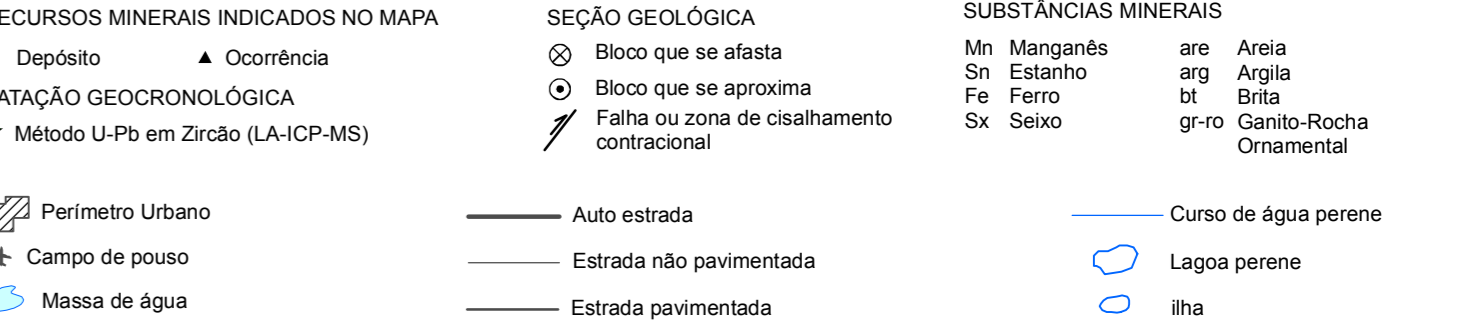 ECURSOS MINERAIS INDICADOS NO MAPA
Depósito
Ocorrência
ATAÇÃO GEOCRONOLÓGICA
Método U-Pb em Zircão (LA-ICP-MS)
SEÇÃO GEOLÓGICA
Bloco que se afasta
Bloco que se aproxima
Falha ou zona de cisalhamento
contracional
SUBSTÂNCIAS MINERAIS
Mn Manganês
Sn Estanho
Fe Ferro
Sx Seixo
are Areia
arg Argila
bt Brita
gr-ro Ganito-Rocha
Ornamental
Perímetro Urbano
Campo de pouso
Massa de água
Auto estrada
Estrada não pavimentada
Estrada pavimentada
Curso de água perene
Lagoa perene
ilha